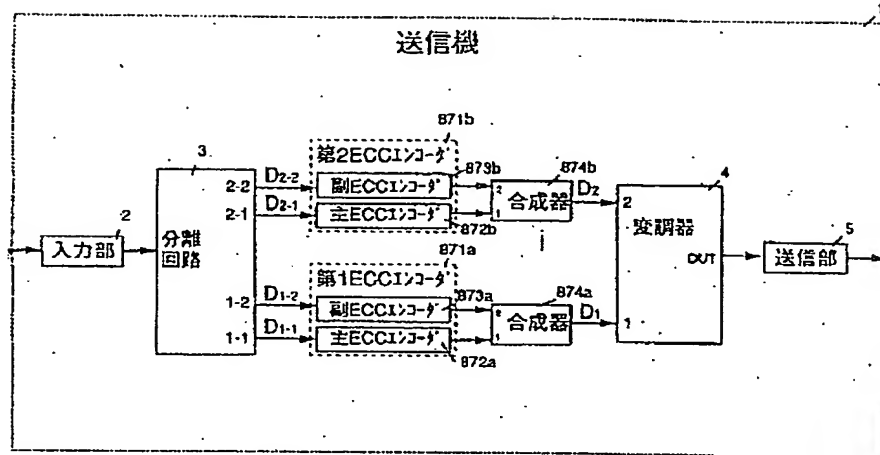 1
送信機
871b
第2ECCエンコーダ
3
873b
874b
4
2-2
D2-2
副ECCエンコーダ
2
合成器
D2
2
2-1
D2-1
主ECCエンコーダ
1
変調器
2
872b
5
入力部
分離
回路
871a
OUT
送信部
第1ECCエンコーダ
873a
874a
1-2
D1-2
副ECCエンコーダ
2
合成器
D1
1
1-1
D1-1
主ECCエンコーダ
1
872a